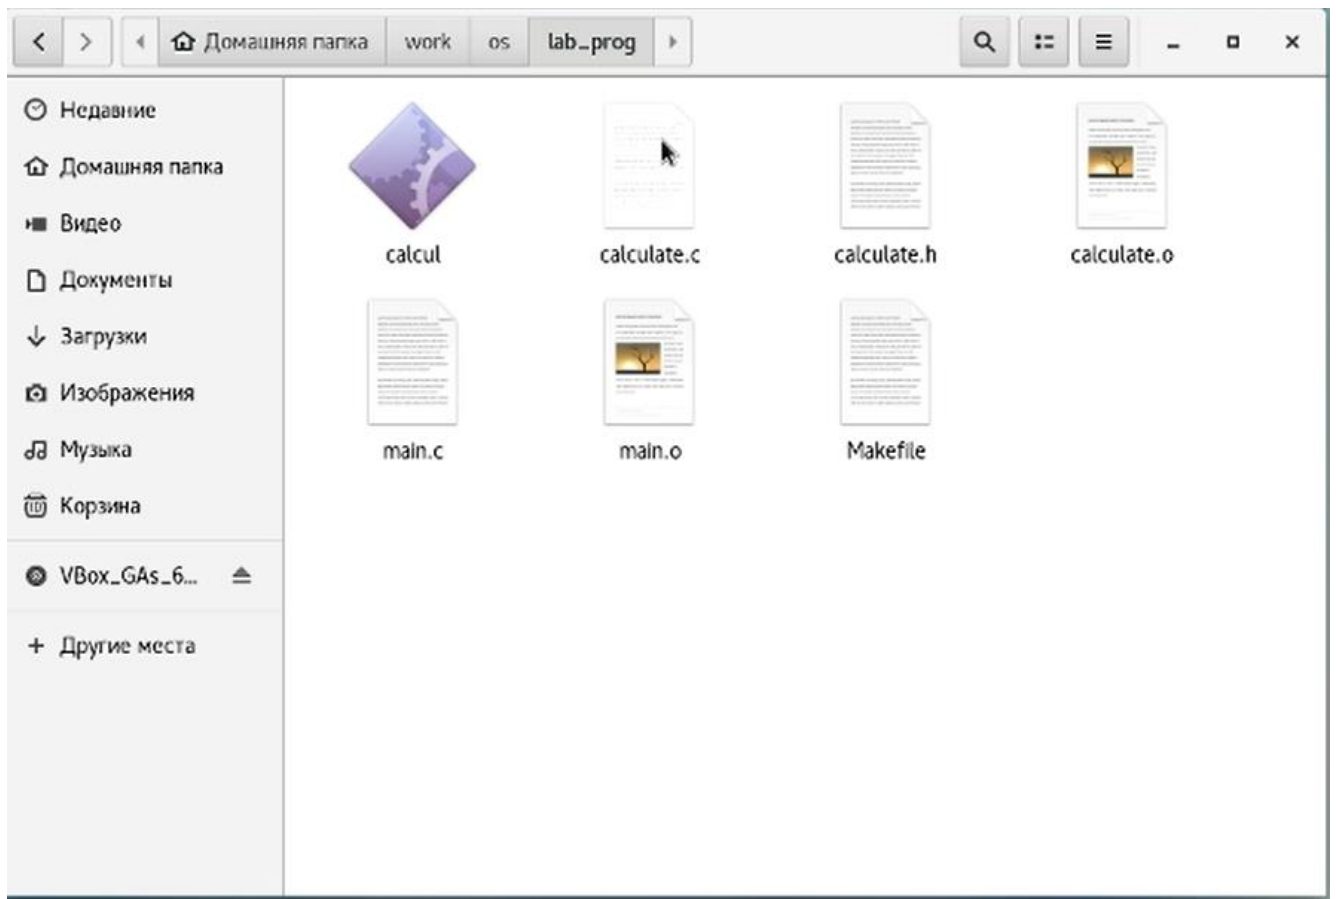 Домашняя папка work os lab_prog
Недавние
Домашняя папка
Видео
Документы
Загрузки
Изображения
Музыка
Корзина
VBox_GAs_6...
Другие места
calcul calculate.c calculate.h calculate.o
main.c main.o Makefile